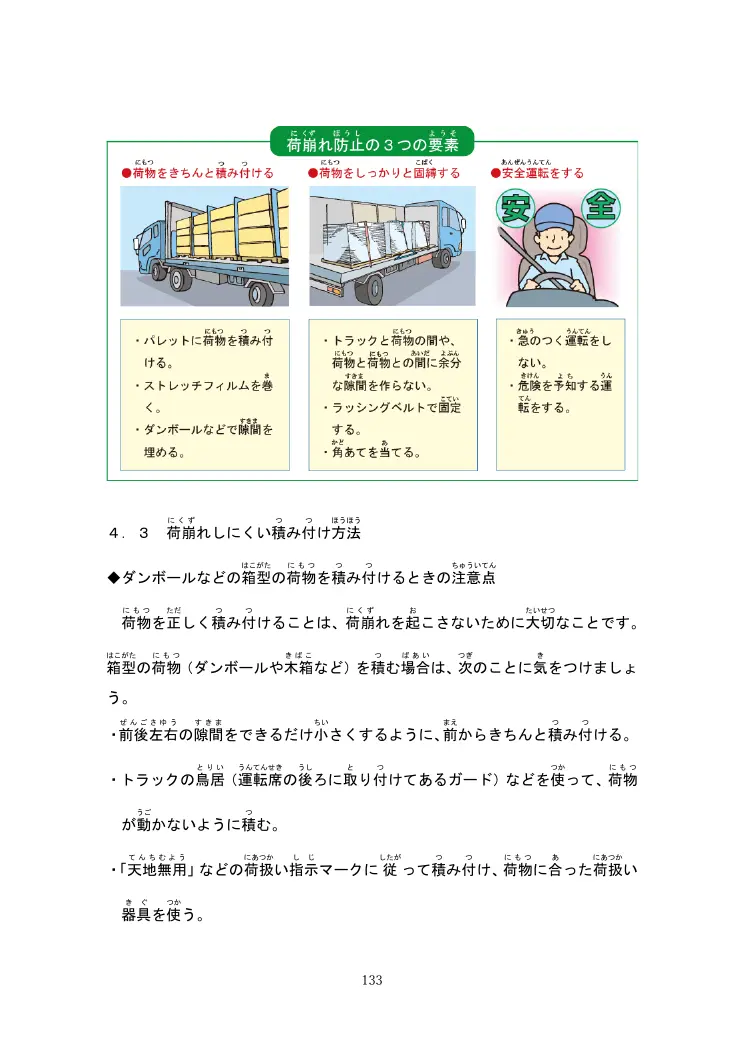 荷崩れ防止の３つの要素
●荷物をきちんと積み付ける
●荷物をしっかりと固縛する
●安全運転をする
安 全
・パレットに荷物を積み付
ける。
・ストレッチフィルムを巻
く。
・ダンボールなどで隙間を
埋める。
・トラックと荷物の間や、
荷物と荷物との間に余分
な隙間を作らない。
・ラッシングベルトで固定
する。
・角あてを当てる。
・急のつく運転をし
ない。
・危険を予知する運
転をする。
４．３　荷崩れしにくい積み付け方法
◆ダンボールなどの箱型の荷物を積み付けるときの注意点
荷物を正しく積み付けることは、荷崩れを起こさないために大切なことです。
箱型の荷物（ダンボールや木箱など）を積む場合は、次のことに気をつけましょ
う。
・前後左右の隙間をできるだけ小さくするように、前からきちんと積み付ける。
・トラックの鳥居（運転席の後ろに取り付けてあるガード）などを使って、荷物
が動かないように積む。
・「天地無用」などの荷扱い指示マークに従って積み付け、荷物に合った荷扱い
器具を使う。
133